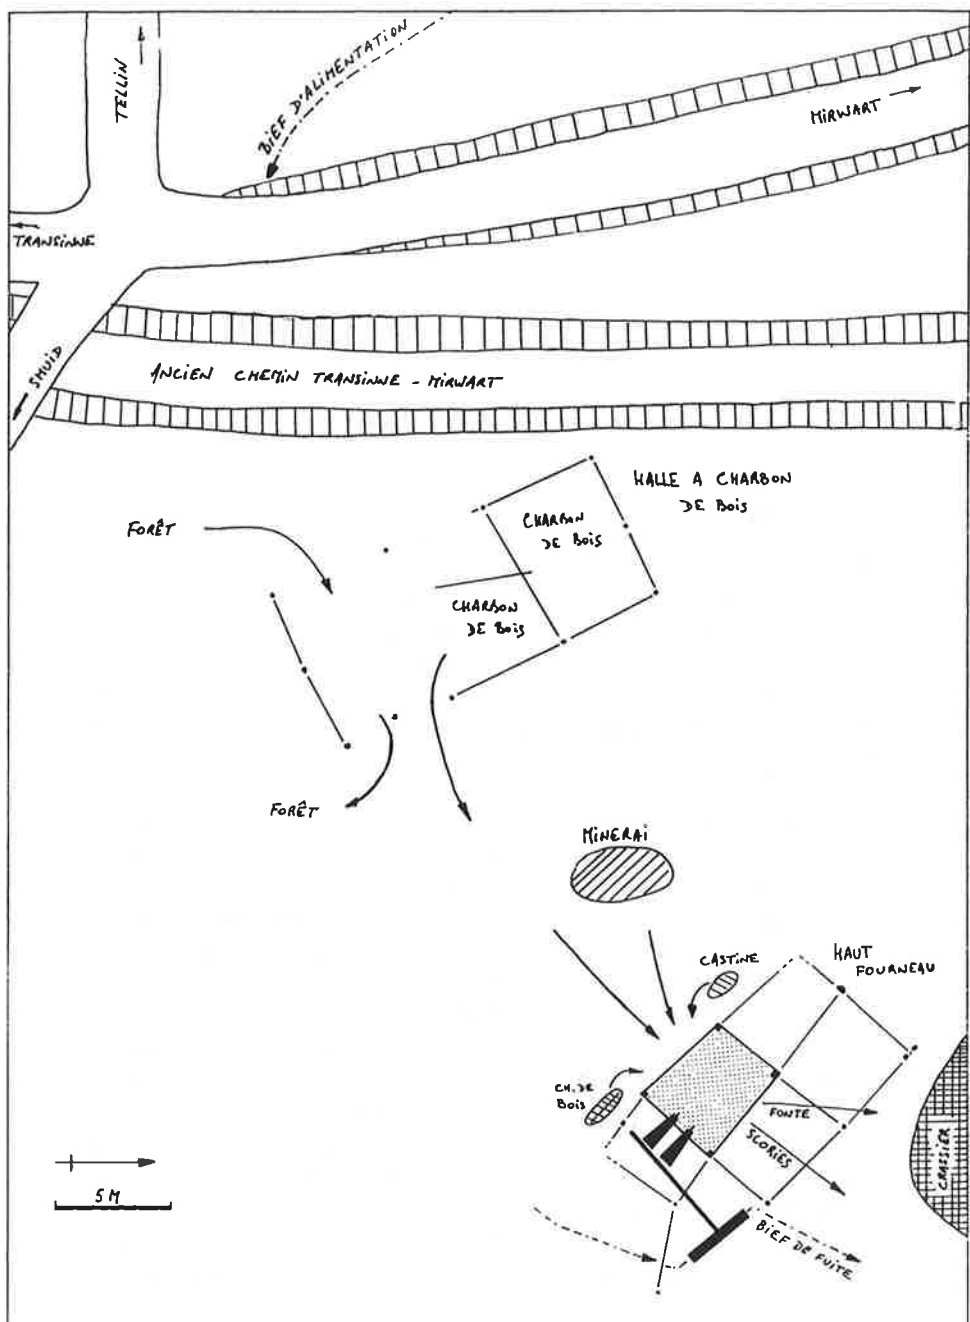 TELLIN
BIEF D'ALIMENTATION
MIRWART
TRANSINNE
SMUID
ANCIEN CHEMIN TRANSINNE - MIRWART
HALLE A CHARBON
DE BOIS
CHARBON
DE BOIS
FORÊT
CHARBON
DE BOIS
FORÊT
MINERAI
CASTINE
HAUT
FOURNEAU
CH. DE
BOIS
FONTE
SCORIES
CRASSIER
5 M
BIEF DE FUITE